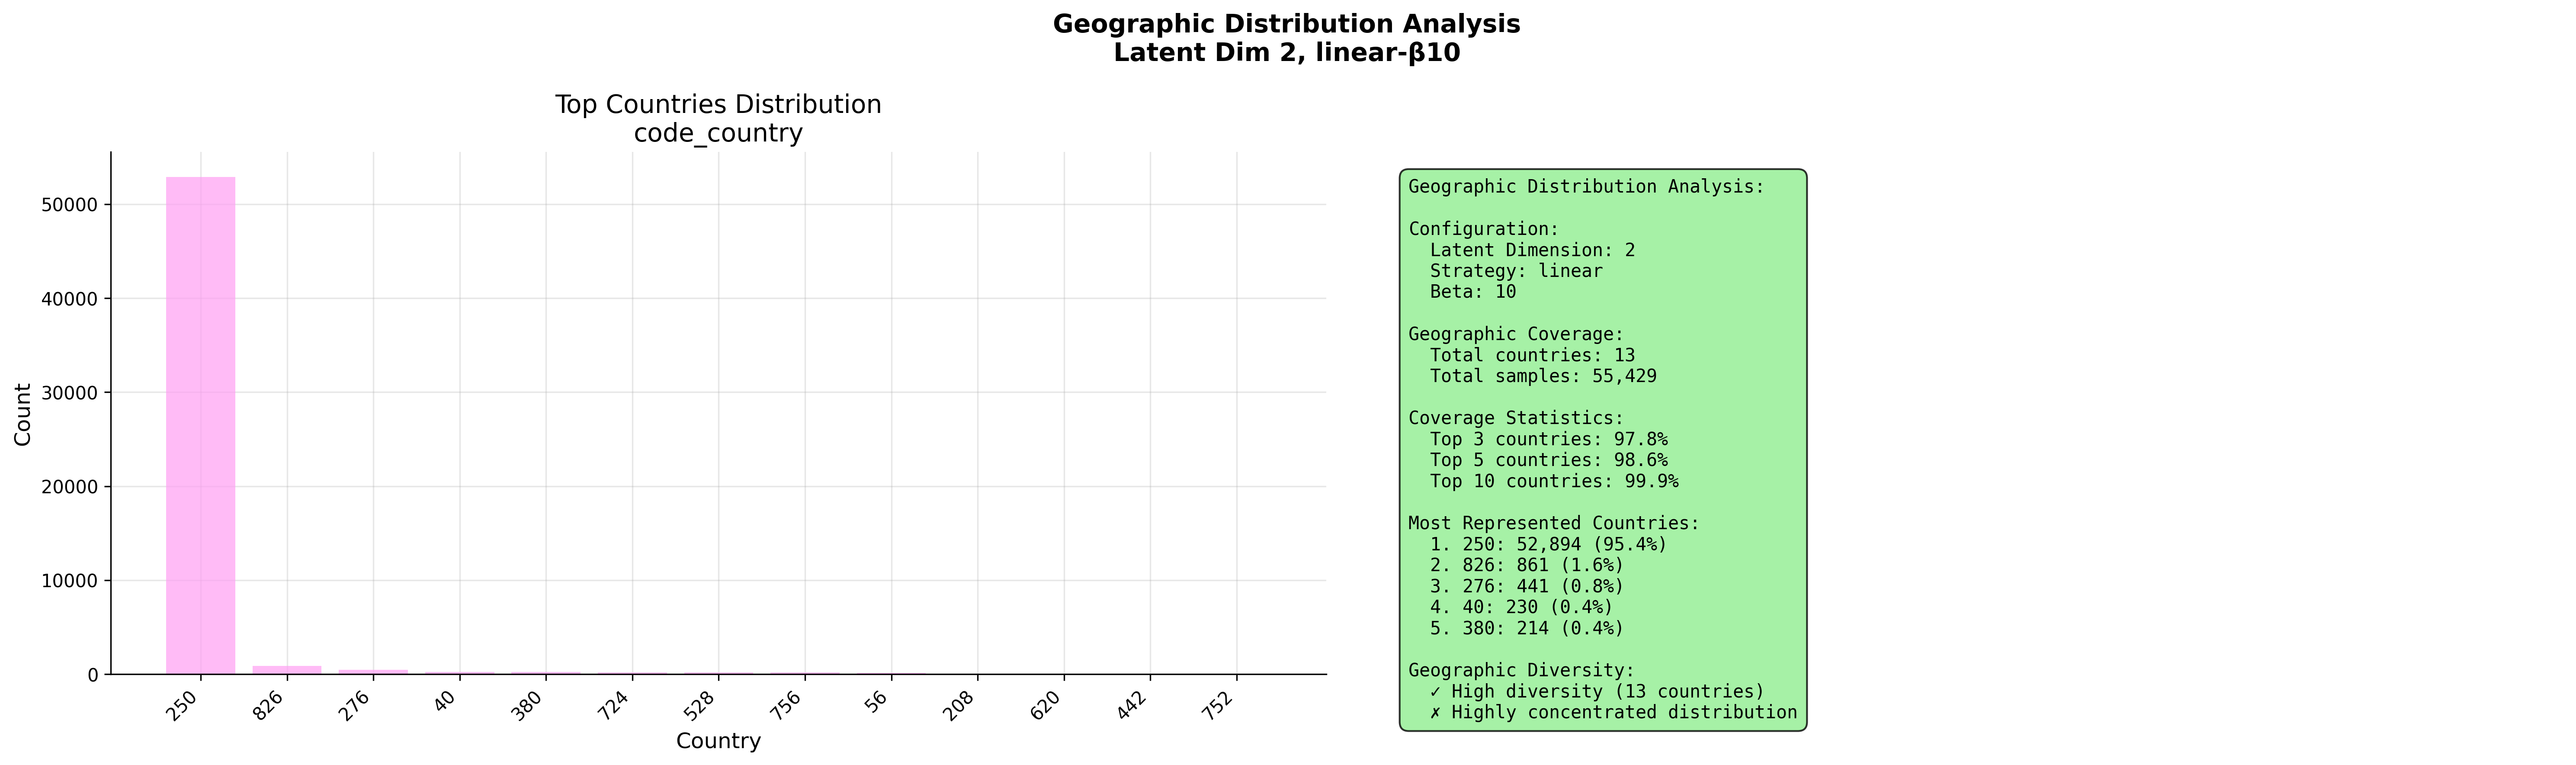 Geographic Distribution Analysis
Latent Dim 2, linear-β10
Top Countries Distribution
code_country
50000
40000
30000
20000
10000
0
Count
250
826
276
40
380
724
528
756
56
208
620
442
752
Country
Geographic Distribution Analysis:
Configuration:
Latent Dimension: 2
Strategy: linear
Beta: 10
Geographic Coverage:
Total countries: 13
Total samples: 55,429
Coverage Statistics:
Top 3 countries: 97.8%
Top 5 countries: 98.6%
Top 10 countries: 99.9%
Most Represented Countries:
1. 250: 52,894 (95.4%)
2. 826: 861 (1.6%)
3. 276: 441 (0.8%)
4. 40: 230 (0.4%)
5. 380: 214 (0.4%)
Geographic Diversity:
✓ High diversity (13 countries)
✗ Highly concentrated distribution